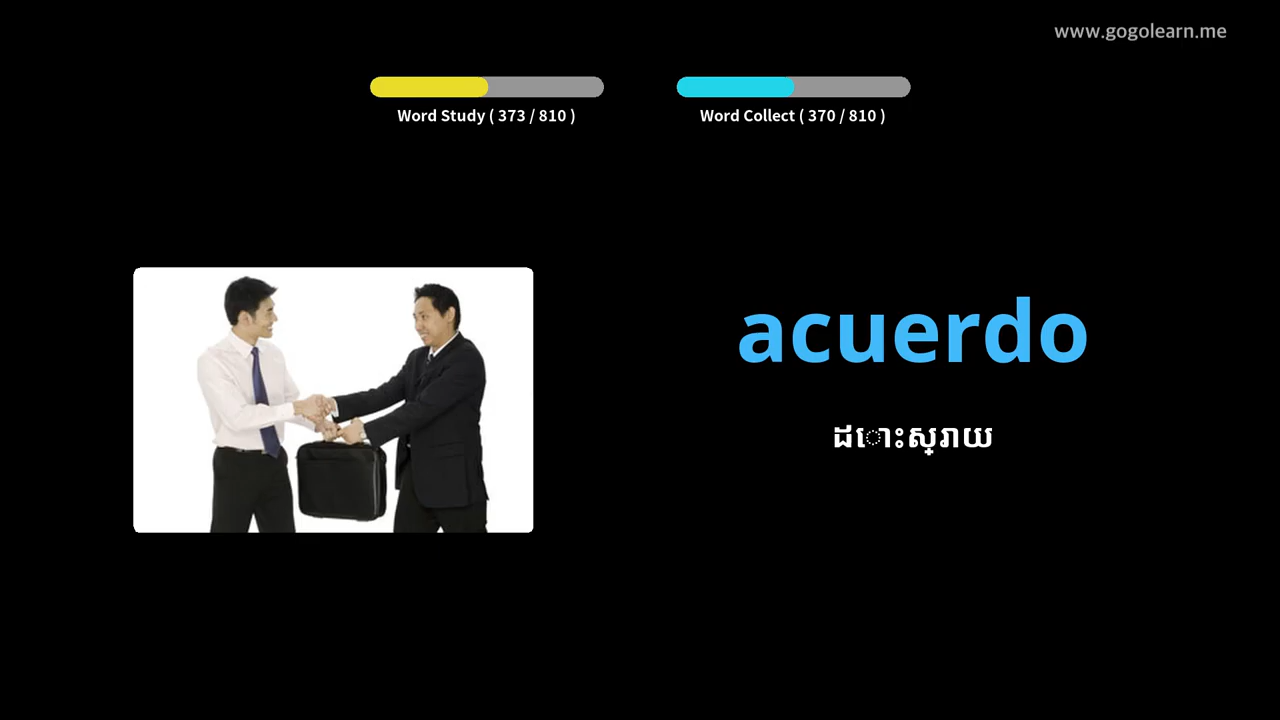 www.gogolearn.me
Word Study ( 373 / 810 )
Word Collect ( 370 / 810 )
acuerdo
ដោះស្រាយ